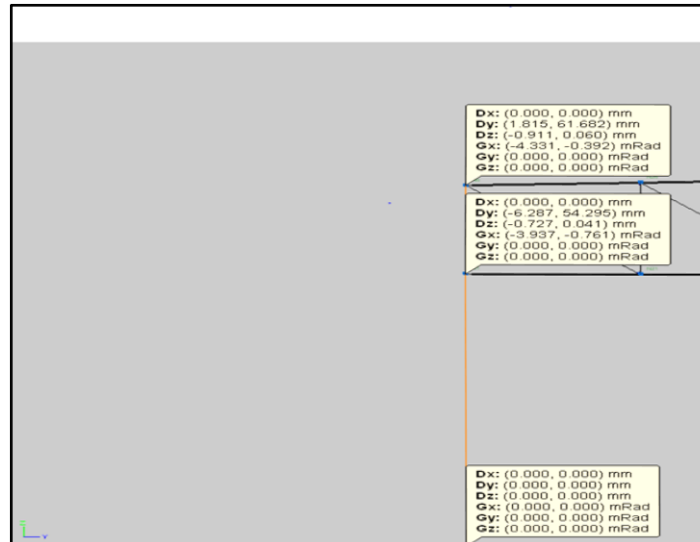 Dx: (0.000, 0.000) mm
Dy: (1.815, 61.682) mm
Dz: (-0.911, 0.060) mm
Gx: (-4.331, -0.392) mRad
Gy: (0.000, 0.000) mRad
Gz: (0.000, 0.000) mRad
Dx: (0.000, 0.000) mm
Dy: (-6.287, 54.295) mm
Dz: (-0.727, 0.041) mm
Gx: (-3.937, -0.761) mRad
Gy: (0.000, 0.000) mRad
Gz: (0.000, 0.000) mRad
Dx: (0.000, 0.000) mm
Dy: (0.000, 0.000) mm
Dz: (0.000, 0.000) mm
Gx: (0.000, 0.000) mRad
Gy: (0.000, 0.000) mRad
Gz: (0.000, 0.000) mRad